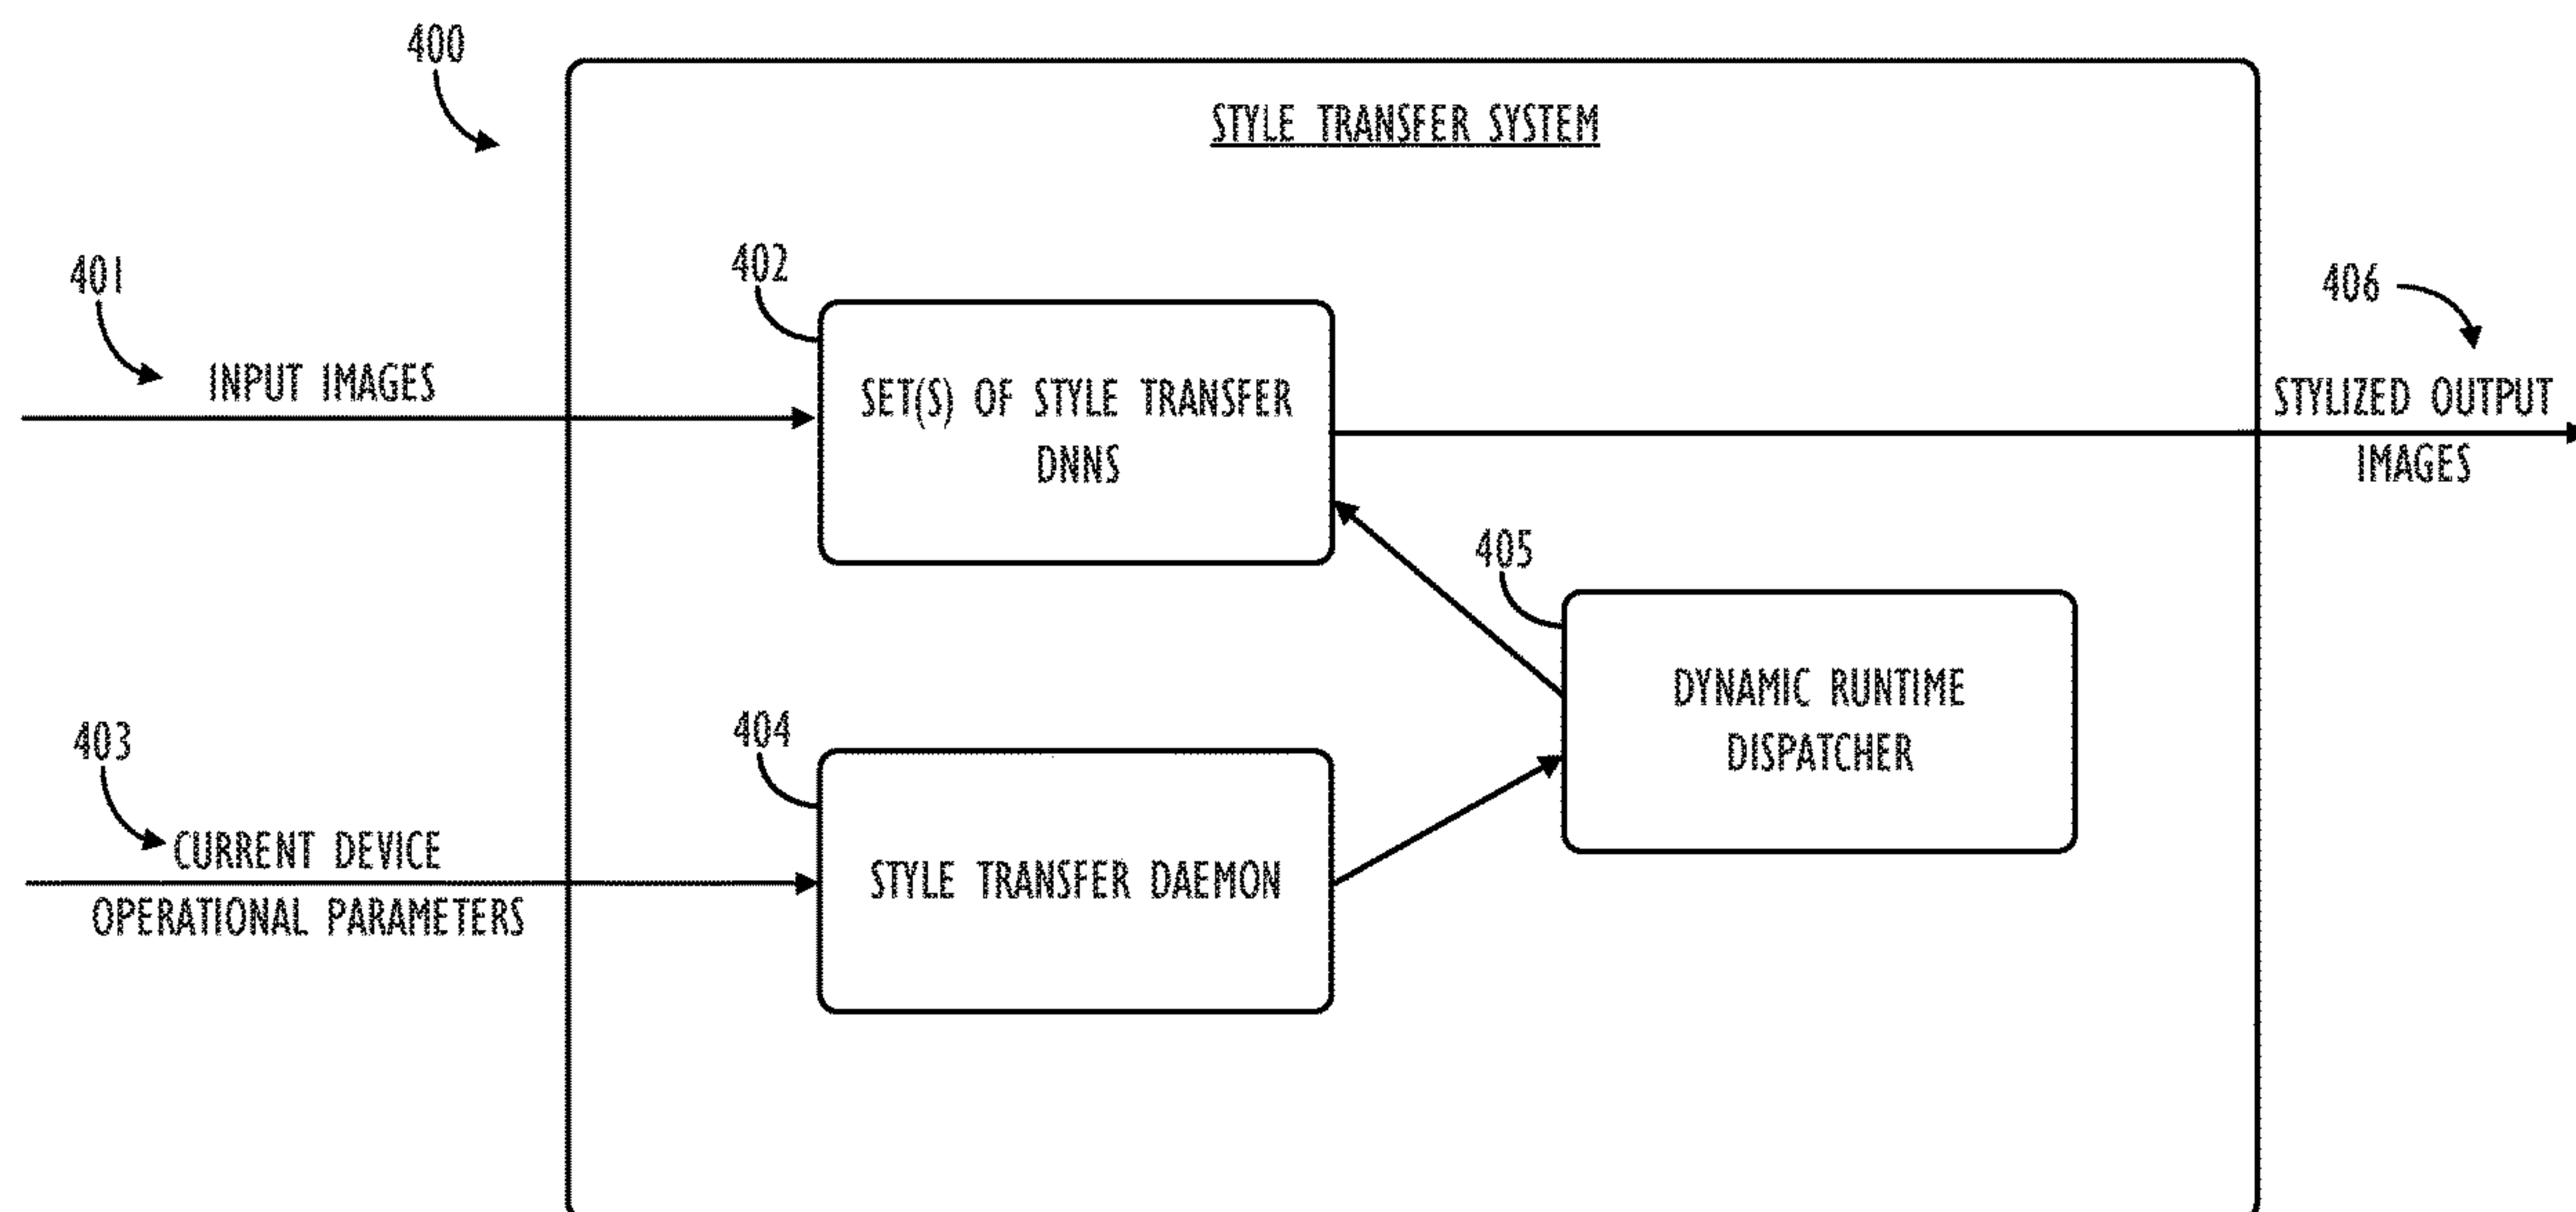 400
STYLE TRANSFER SYSTEM
401
402
406
INPUT IMAGES
SET(S) OF STYLE TRANSFER
DNNS
STYLIZED OUTPUT
IMAGES
405
403
404
DYNAMIC RUNTIME
DISPATCHER
CURRENT DEVICE
OPERATIONAL PARAMETERS
STYLE TRANSFER DAEMON